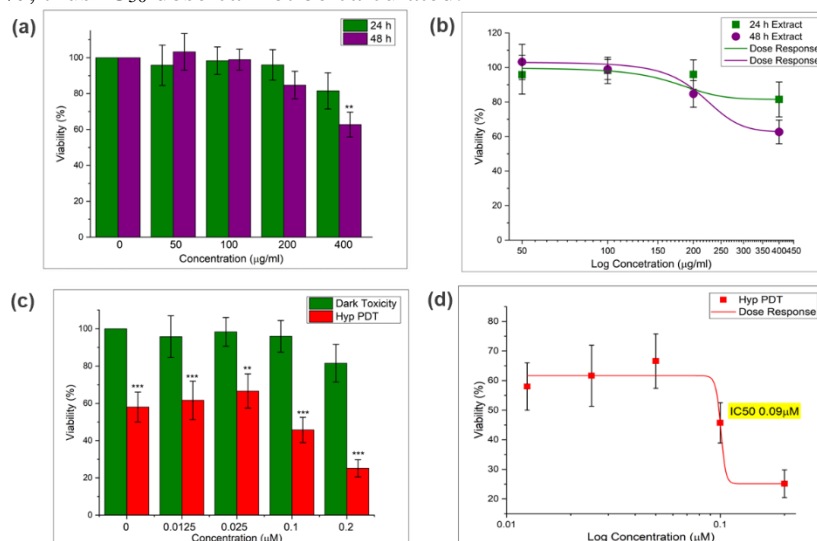 (a)
24 h
48 h
Viability (%)
120
100
80
60
40
20
0
**
0 50 100 200 400
Concentration (µg/ml)
(b)
24 h Extract
48 h Extract
Dose Response
Dose Response
Viability (%)
120
100
80
60
40
20
0
50 100 150 200 250 300 350 400450
Log Concetration (µg/ml)
(c)
Dark Toxicity
Hyp PDT
Viability (%)
100
80
60
40
20
0
*** *** ** *** ***
0 0.0125 0.025 0.1 0.2
Concentration (µM)
(d)
Hyp PDT
Dose Response
Viability (%)
80
70
60
50
40
30
20
IC50 0.09µM
0.01 0.1
Log Concentration (µM)